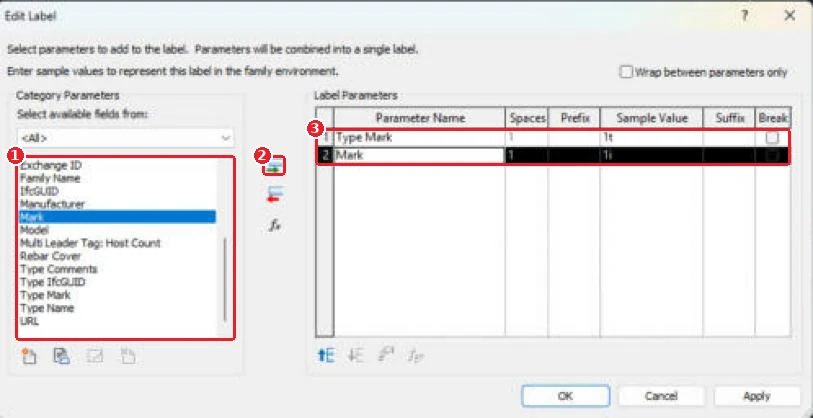 Edit Label
?
Select parameters to add to the label. Parameters will be combined into a single label.
Enter sample values to represent this label in the family environment.
Wrap between parameters only
Category Parameters
Select available fields from:
<All>
1
Exchange ID
Family Name
IfcGUID
Manufacturer
Mark
Model
Multi Leader Tag: Host Count
Rebar Cover
Type Comments
Type IfcGUID
Type Mark
Type Name
URL
2
fx
Label Parameters
Parameter Name Spaces Prefix Sample Value Suffix Break
3
1 Type Mark 1 1t
2 Mark 1 1i
OK Cancel Apply